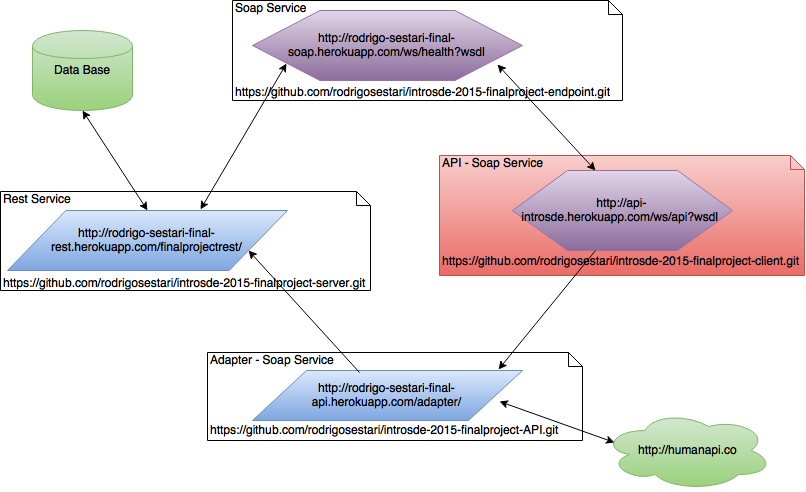 Soap Service
http://rodrigo-sestari-final-
soap.herokuapp.com/ws/health?wsdl
https://github.com/rodrigosestari/introsde-2015-finalproject-endpoint.git
Data Base
API - Soap Service
http://api-
introsde.herokuapp.com/ws/api?wsdl
https://github.com/rodrigosestari/introsde-2015-finalproject-client.git
Rest Service
http://rodrigo-sestari-final-
rest.herokuapp.com/finalprojectrest/
https://github.com/rodrigosestari/introsde-2015-finalproject-server.git
Adapter - Soap Service
http://rodrigo-sestari-final-
api.herokuapp.com/adapter/
https://github.com/rodrigosestari/introsde-2015-finalproject-API.git
http://humanapi.co